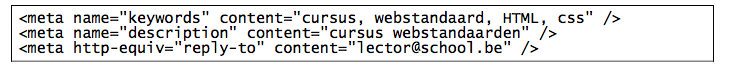 <meta name="keywords" content="cursus, webstandaard, HTML, css" />
<meta name="description" content="cursus webstandaarden" />
<meta http-equiv="reply-to" content="lector@school.be" />